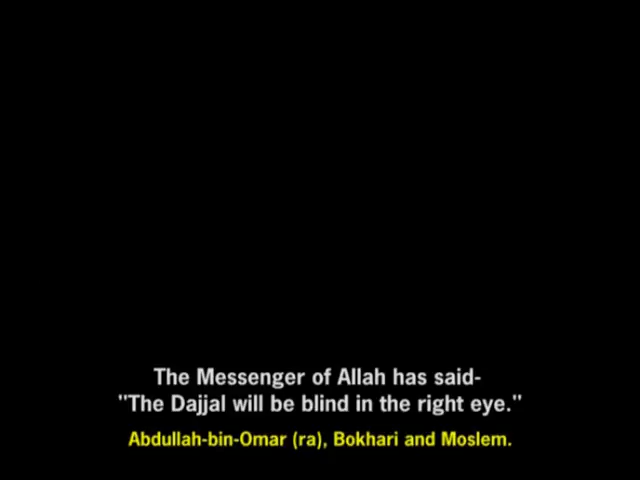 The Messenger of Allah has said-
"The Dajjal will be blind in the right eye."
Abdullah-bin-Omar (ra), Bokhari and Moslem.